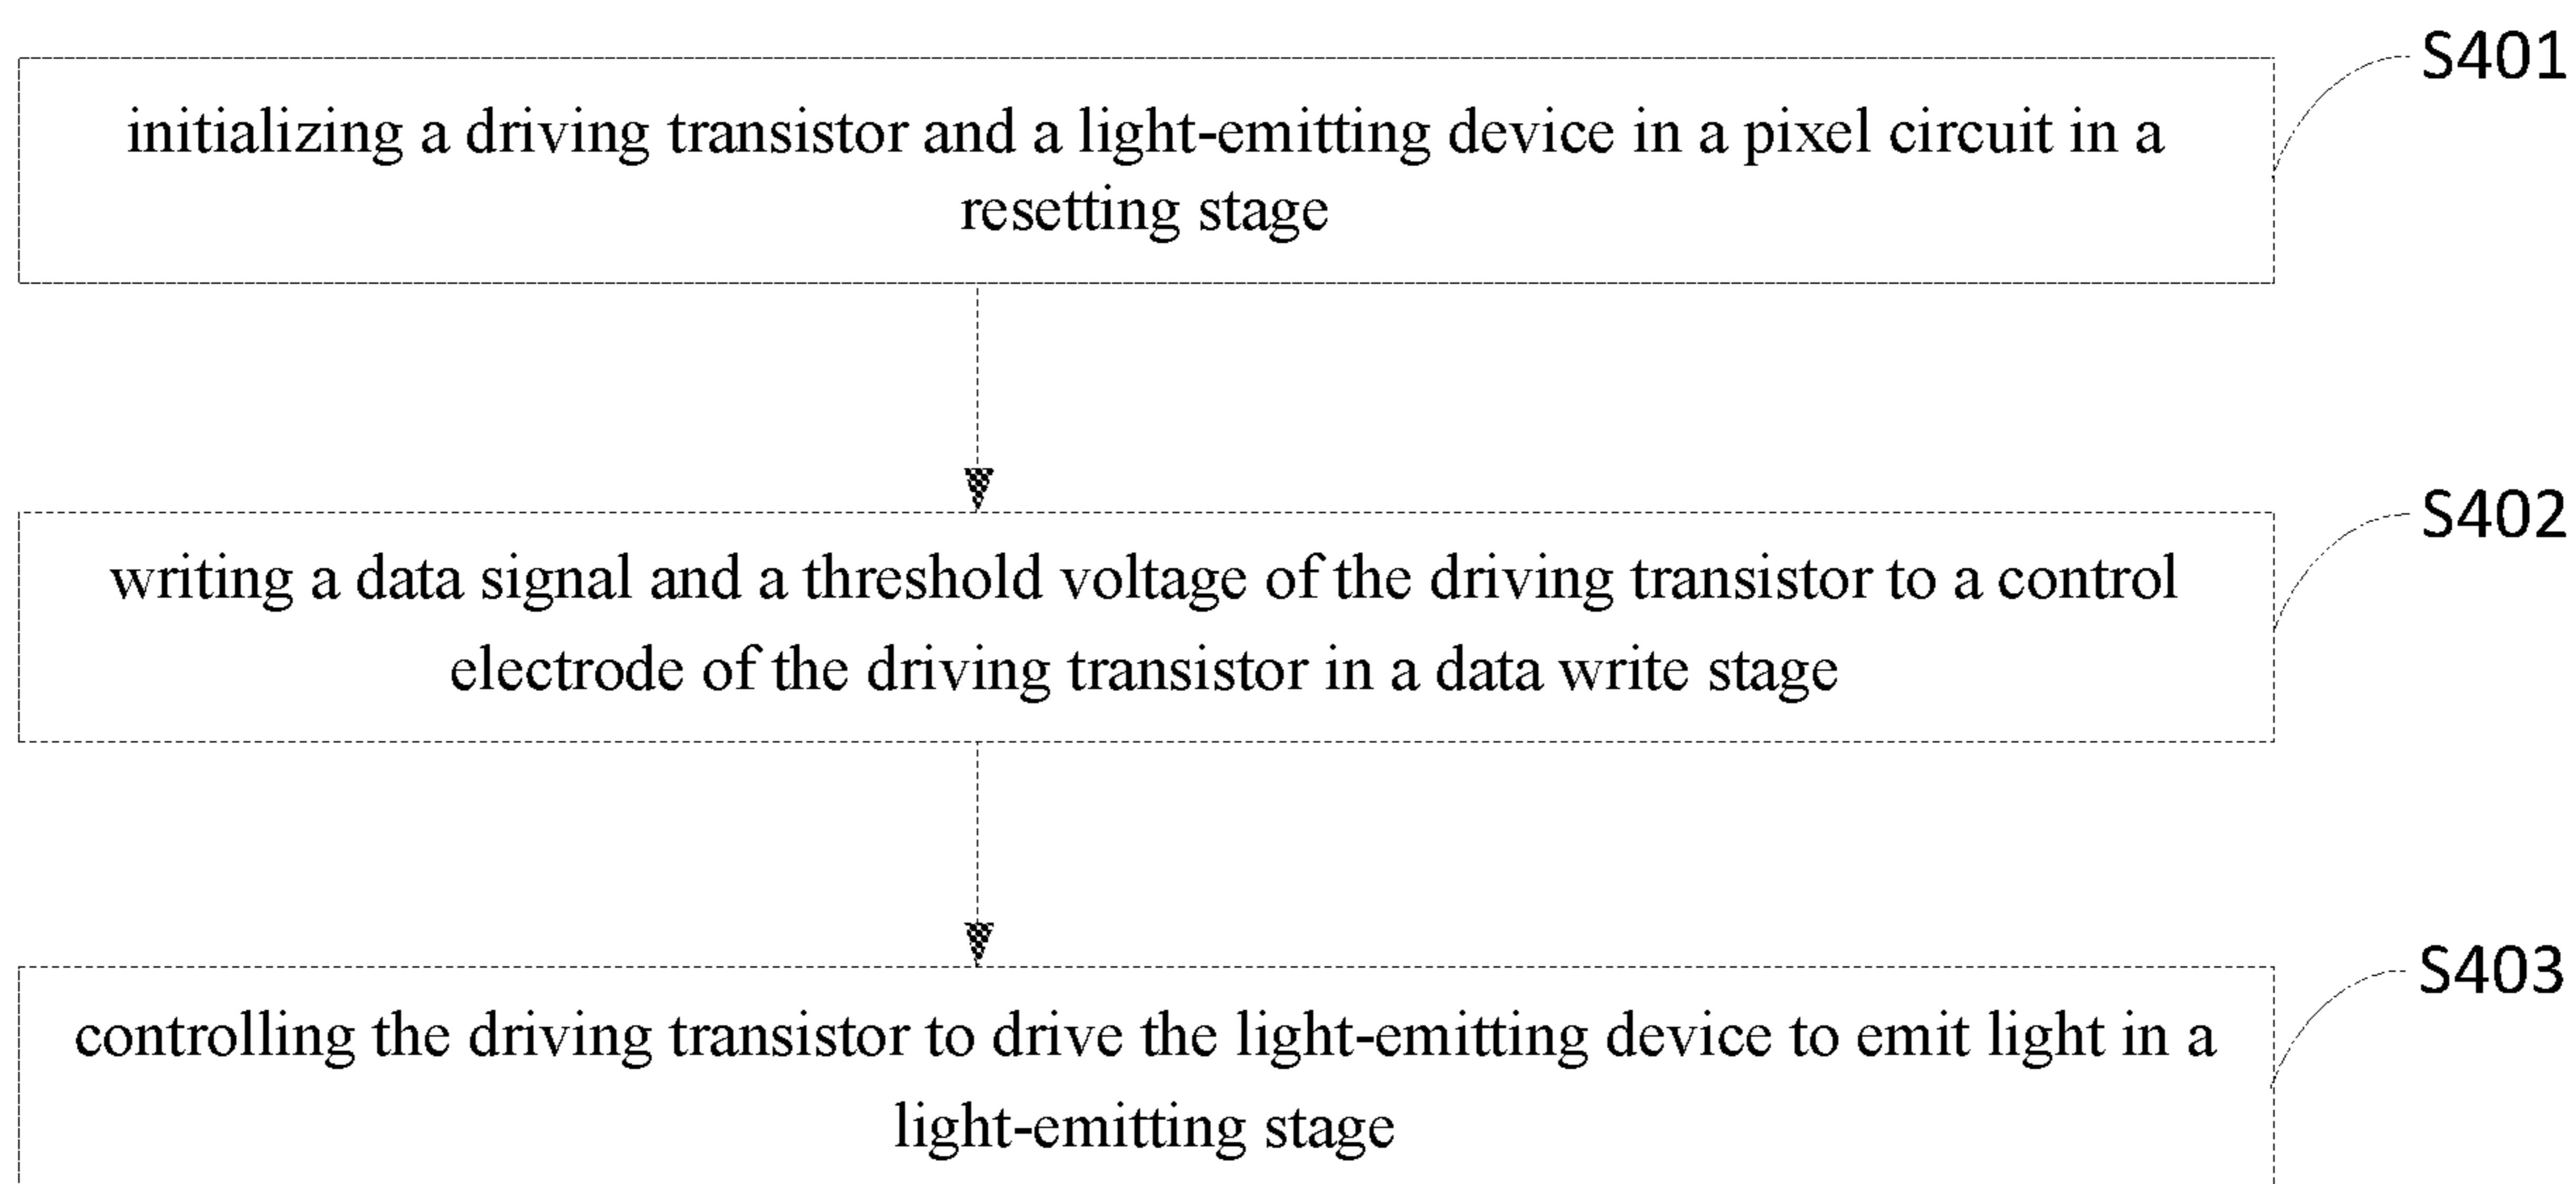 S401
initializing a driving transistor and a light-emitting device in a pixel circuit in a
resetting stage
S402
writing a data signal and a threshold voltage of the driving transistor to a control
electrode of the driving transistor in a data write stage
S403
controlling the driving transistor to drive the light-emitting device to emit light in a
light-emitting stage